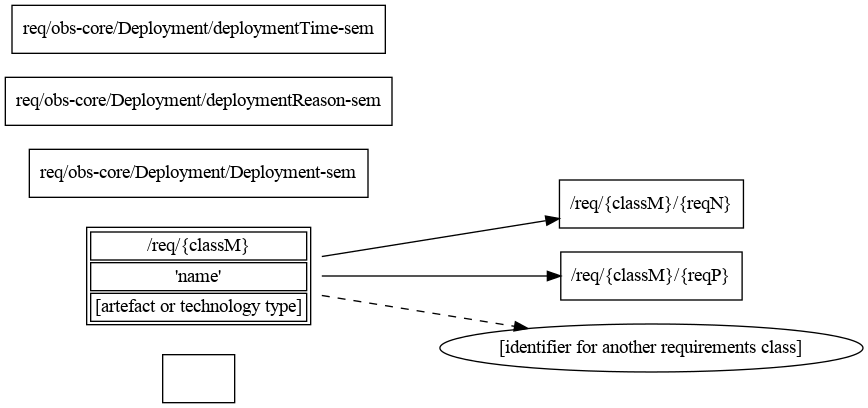 req/obs-core/Deployment/deploymentTime-sem
req/obs-core/Deployment/deploymentReason-sem
req/obs-core/Deployment/Deployment-sem
/req/{classM}
'name'
[artefact or technology type]
/req/{classM}/{reqN}
/req/{classM}/{reqP}
[identifier for another requirements class]